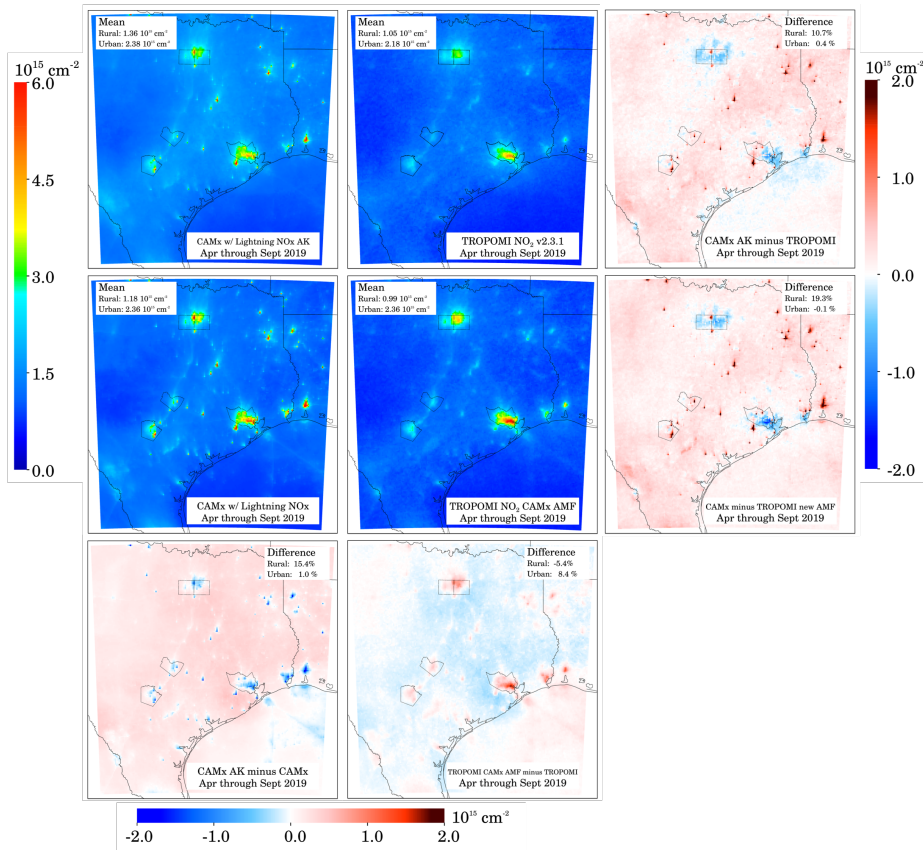 Mean
Rural: 1.36 10¹⁵ cm⁻²
Urban: 2.38 10¹⁵ cm⁻²
CAMx w/ Lightning NOx AK
Apr through Sept 2019
Mean
Rural: 1.05 10¹⁵ cm⁻²
Urban: 2.18 10¹⁵ cm⁻²
TROPOMI NO₂ v2.3.1
Apr through Sept 2019
Difference
Rural: 10.7%
Urban: 0.4 %
CAMx AK minus TROPOMI
Apr through Sept 2019
10¹⁵ cm⁻²
6.0
4.5
3.0
1.5
0.0
10¹⁵ cm⁻²
2.0
1.0
0.0
-1.0
-2.0
Mean
Rural: 1.18 10¹⁵ cm⁻²
Urban: 2.36 10¹⁵ cm⁻²
CAMx w/ Lightning NOx
Apr through Sept 2019
Mean
Rural: 0.99 10¹⁵ cm⁻²
Urban: 2.36 10¹⁵ cm⁻²
TROPOMI NO₂ CAMx AMF
Apr through Sept 2019
Difference
Rural: 19.3%
Urban: -0.1 %
CAMx minus TROPOMI new AMF
Apr through Sept 2019
Difference
Rural: 15.4%
Urban: 1.0 %
CAMx AK minus CAMx
Apr through Sept 2019
Difference
Rural: -5.4%
Urban: 8.4 %
TROPOMI CAMx AMF minus TROPOMI
Apr through Sept 2019
10¹⁵ cm⁻²
-2.0 -1.0 0.0 1.0 2.0